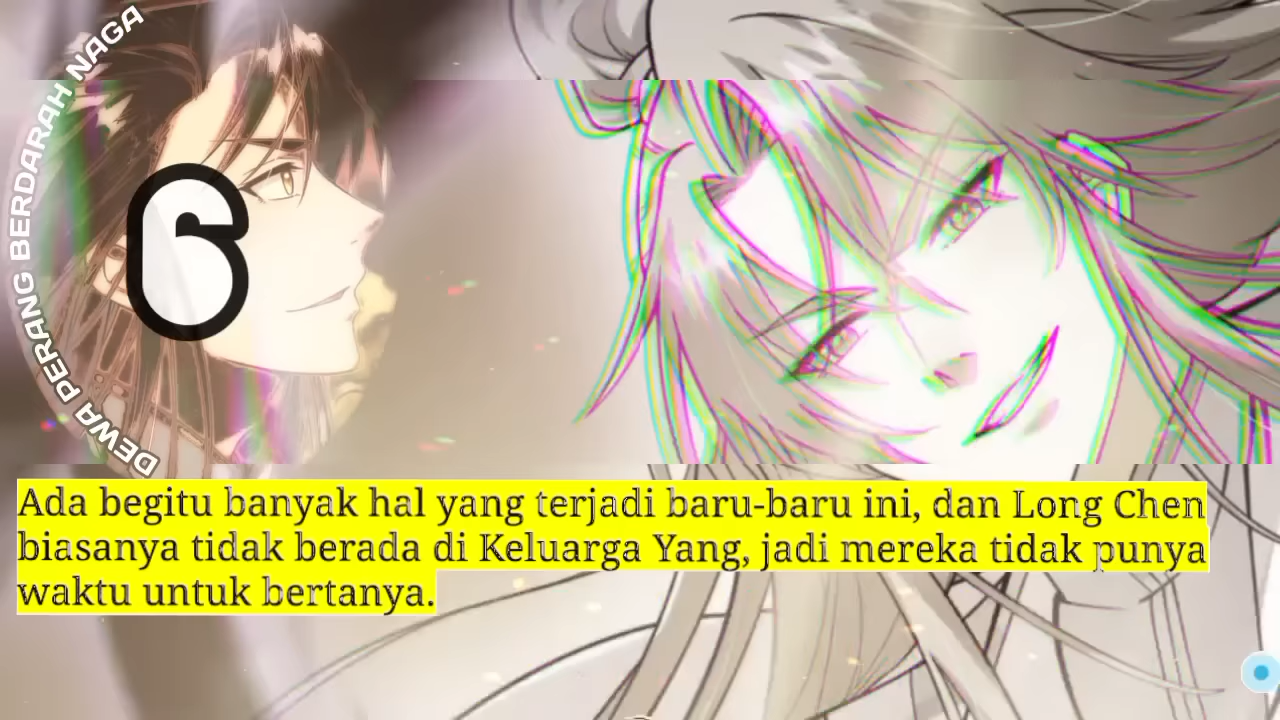 DEWA PERANG BERDARAH NAGA
6
Ada begitu banyak hal yang terjadi baru-baru ini, dan Long Chen
biasanya tidak berada di Keluarga Yang, jadi mereka tidak punya
waktu untuk bertanya.